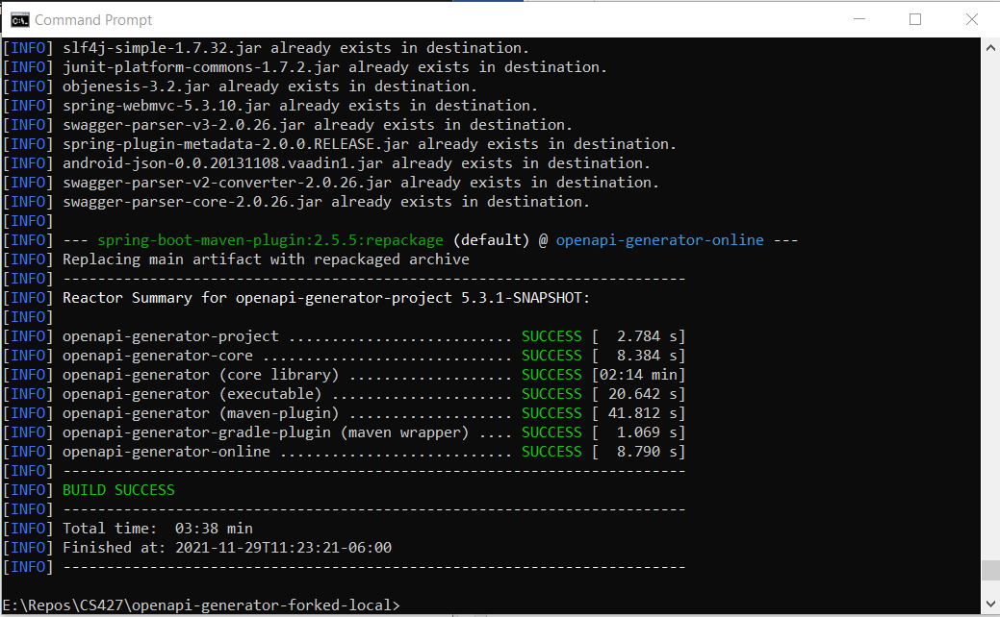 Command Prompt
[INFO] slf4j-simple-1.7.32.jar already exists in destination.
[INFO] junit-platform-commons-1.7.2.jar already exists in destination.
[INFO] objenesis-3.2.jar already exists in destination.
[INFO] spring-webmvc-5.3.10.jar already exists in destination.
[INFO] swagger-parser-v3-2.0.26.jar already exists in destination.
[INFO] spring-plugin-metadata-2.0.0.RELEASE.jar already exists in destination.
[INFO] android-json-0.0.20131108.vaadin1.jar already exists in destination.
[INFO] swagger-parser-v2-converter-2.0.26.jar already exists in destination.
[INFO] swagger-parser-core-2.0.26.jar already exists in destination.
[INFO]
[INFO] --- spring-boot-maven-plugin:2.5.5:repackage (default) @ openapi-generator-online ---
[INFO] Replacing main artifact with repackaged archive
[INFO] ------------------------------------------------------------------------
[INFO] Reactor Summary for openapi-generator-project 5.3.1-SNAPSHOT:
[INFO]
[INFO] openapi-generator-project .......................... SUCCESS [  2.784 s]
[INFO] openapi-generator-core ............................. SUCCESS [  8.384 s]
[INFO] openapi-generator (core library) ................... SUCCESS [02:14 min]
[INFO] openapi-generator (executable) ..................... SUCCESS [ 20.642 s]
[INFO] openapi-generator (maven-plugin) ................... SUCCESS [ 41.812 s]
[INFO] openapi-generator-gradle-plugin (maven wrapper) .... SUCCESS [  1.069 s]
[INFO] openapi-generator-online ........................... SUCCESS [  8.790 s]
[INFO] ------------------------------------------------------------------------
[INFO] BUILD SUCCESS
[INFO] ------------------------------------------------------------------------
[INFO] Total time:  03:38 min
[INFO] Finished at: 2021-11-29T11:23:21-06:00
[INFO] ------------------------------------------------------------------------
E:\Repos\CS427\openapi-generator-forked-local>